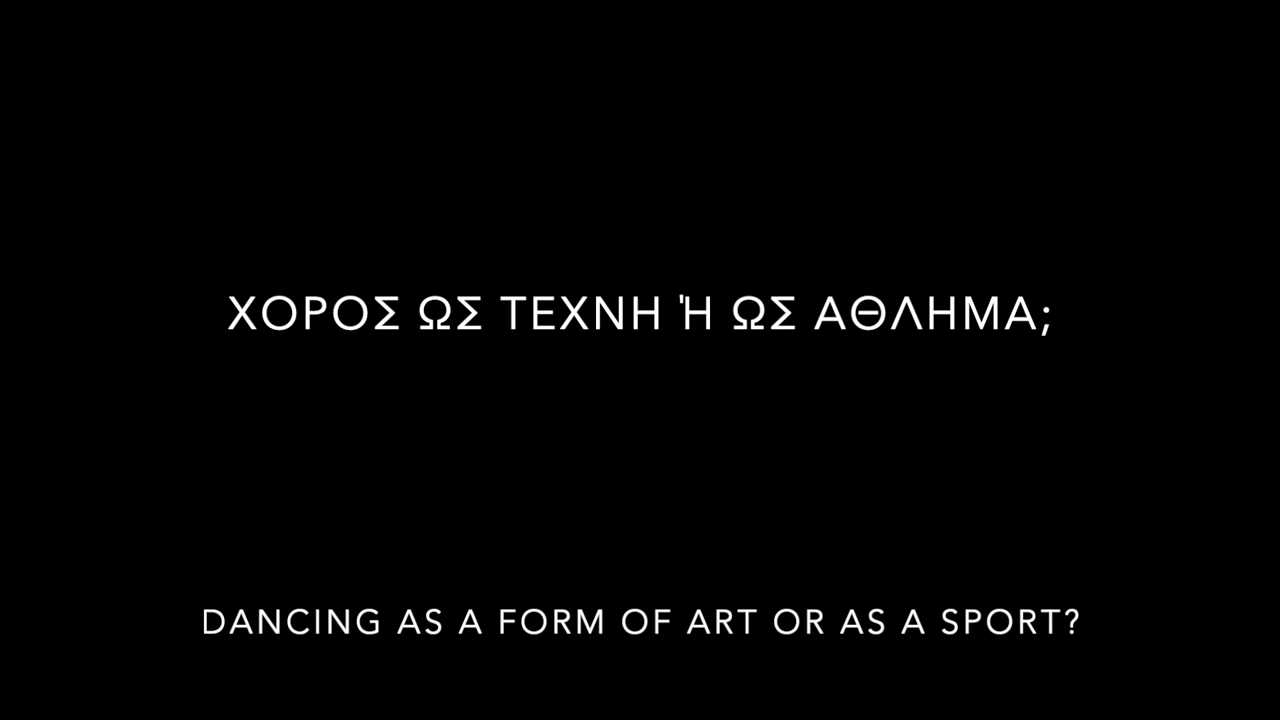 ΧΟΡΟΣ ΩΣ ΤΕΧΝΗ Ή ΩΣ ΑΘΛΗΜΑ;
DANCING AS A FORM OF ART OR AS A SPORT?